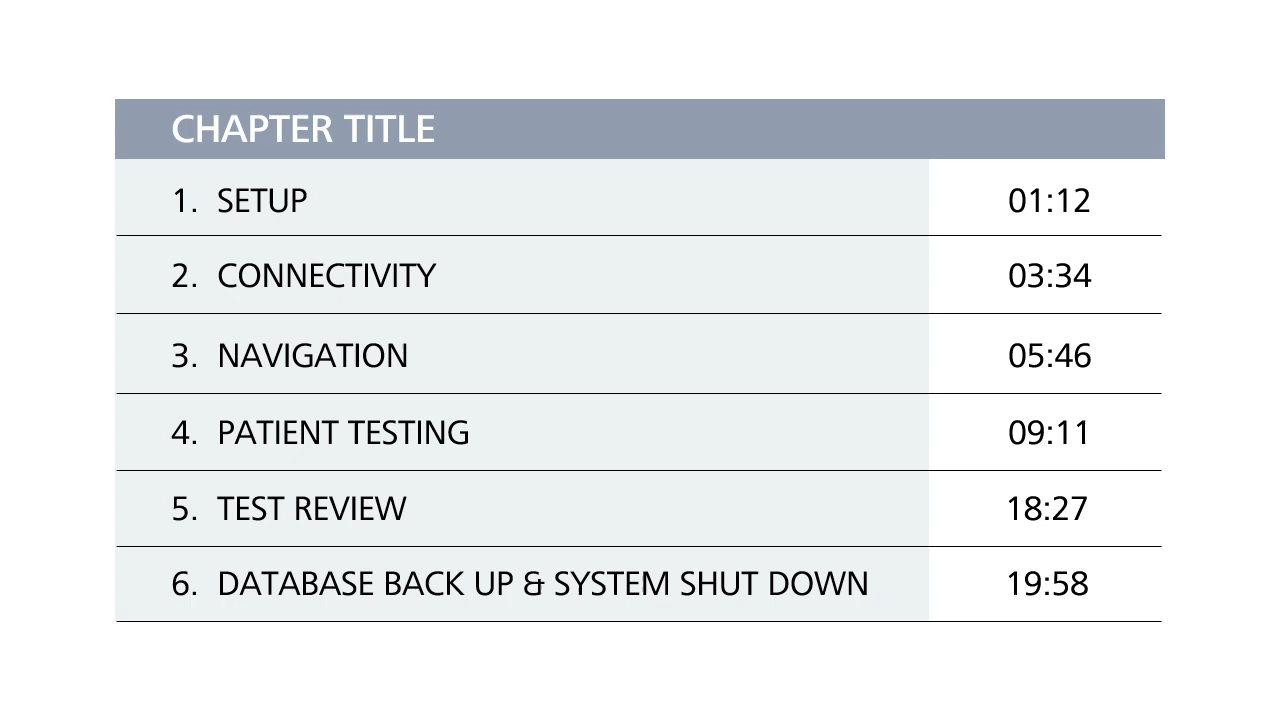 CHAPTER TITLE
1. SETUP 01:12
2. CONNECTIVITY 03:34
3. NAVIGATION 05:46
4. PATIENT TESTING 09:11
5. TEST REVIEW 18:27
6. DATABASE BACK UP & SYSTEM SHUT DOWN 19:58